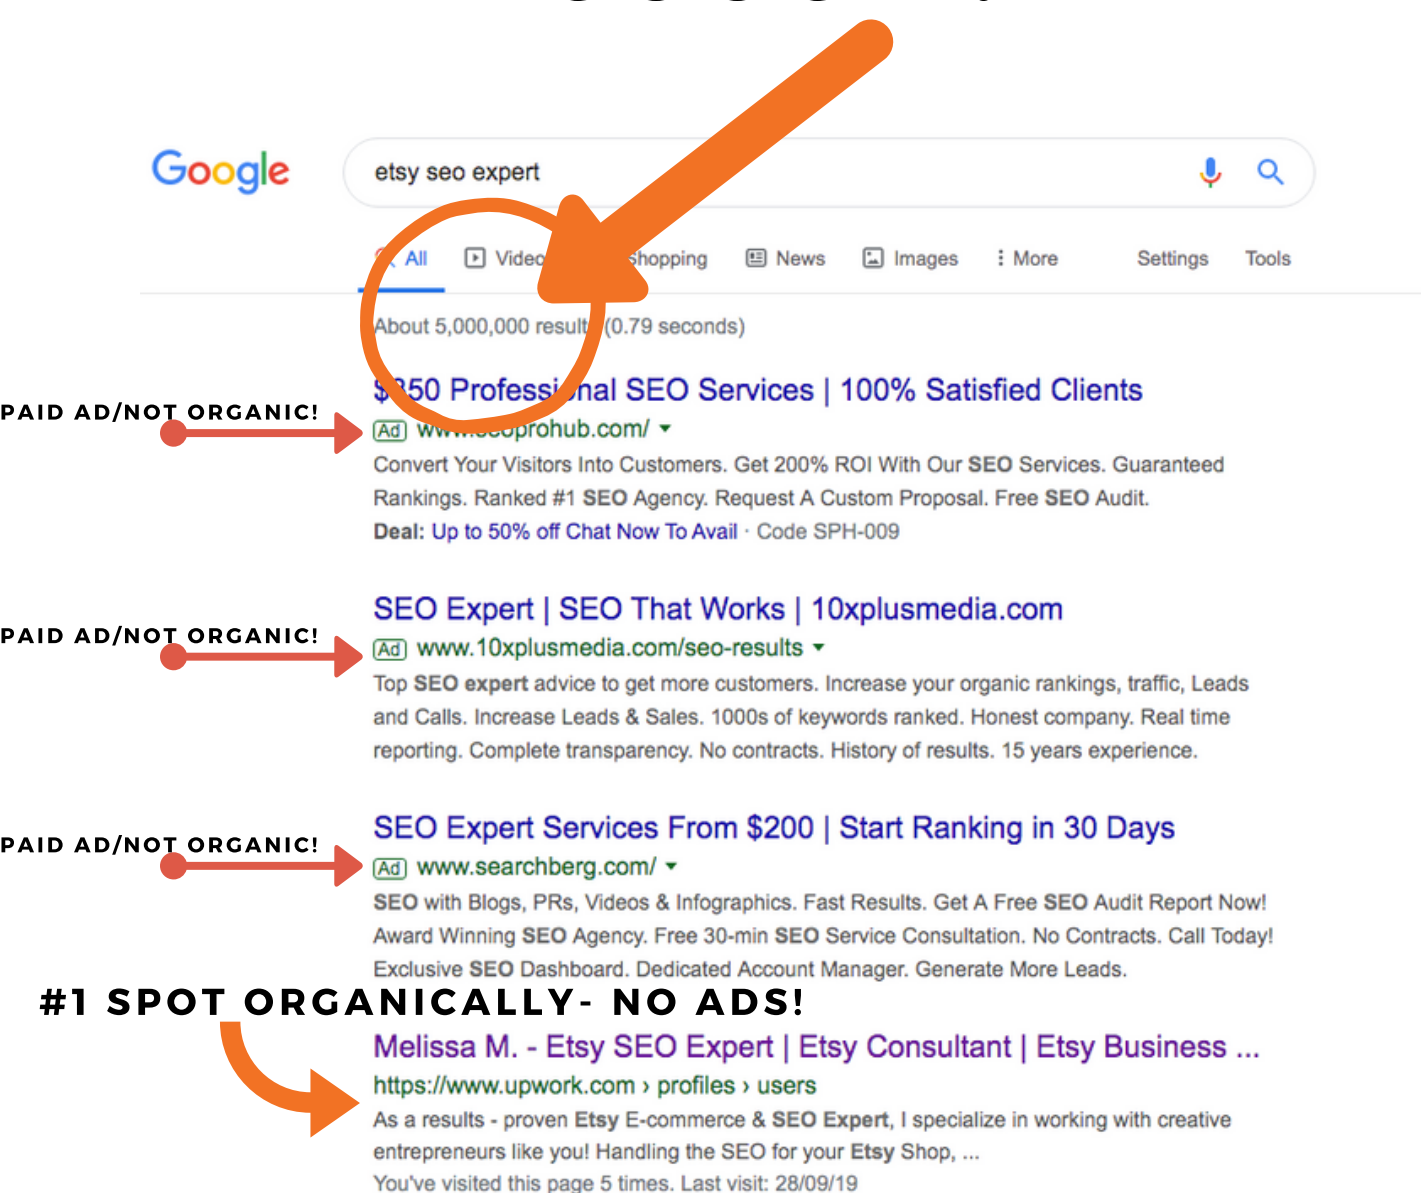 Google
etsy seo expert
All Video Shopping News Images More Settings Tools
About 5,000,000 results (0.79 seconds)
$350 Professional SEO Services | 100% Satisfied Clients
PAID AD/NOT ORGANIC!
Ad www.seoprohub.com/
Convert Your Visitors Into Customers. Get 200% ROI With Our SEO Services. Guaranteed
Rankings. Ranked #1 SEO Agency. Request A Custom Proposal. Free SEO Audit.
Deal: Up to 50% off Chat Now To Avail · Code SPH-009
SEO Expert | SEO That Works | 10xplusmedia.com
PAID AD/NOT ORGANIC!
Ad www.10xplusmedia.com/seo-results
Top SEO expert advice to get more customers. Increase your organic rankings, traffic, Leads
and Calls. Increase Leads & Sales. 1000s of keywords ranked. Honest company. Real time
reporting. Complete transparency. No contracts. History of results. 15 years experience.
SEO Expert Services From $200 | Start Ranking in 30 Days
PAID AD/NOT ORGANIC!
Ad www.searchberg.com/
SEO with Blogs, PRs, Videos & Infographics. Fast Results. Get A Free SEO Audit Report Now!
Award Winning SEO Agency. Free 30-min SEO Service Consultation. No Contracts. Call Today!
Exclusive SEO Dashboard. Dedicated Account Manager. Generate More Leads.
#1 SPOT ORGANICALLY- NO ADS!
Melissa M. - Etsy SEO Expert | Etsy Consultant | Etsy Business ...
https://www.upwork.com › profiles › users
As a results - proven Etsy E-commerce & SEO Expert, I specialize in working with creative
entrepreneurs like you! Handling the SEO for your Etsy Shop, ...
You've visited this page 5 times. Last visit: 28/09/19